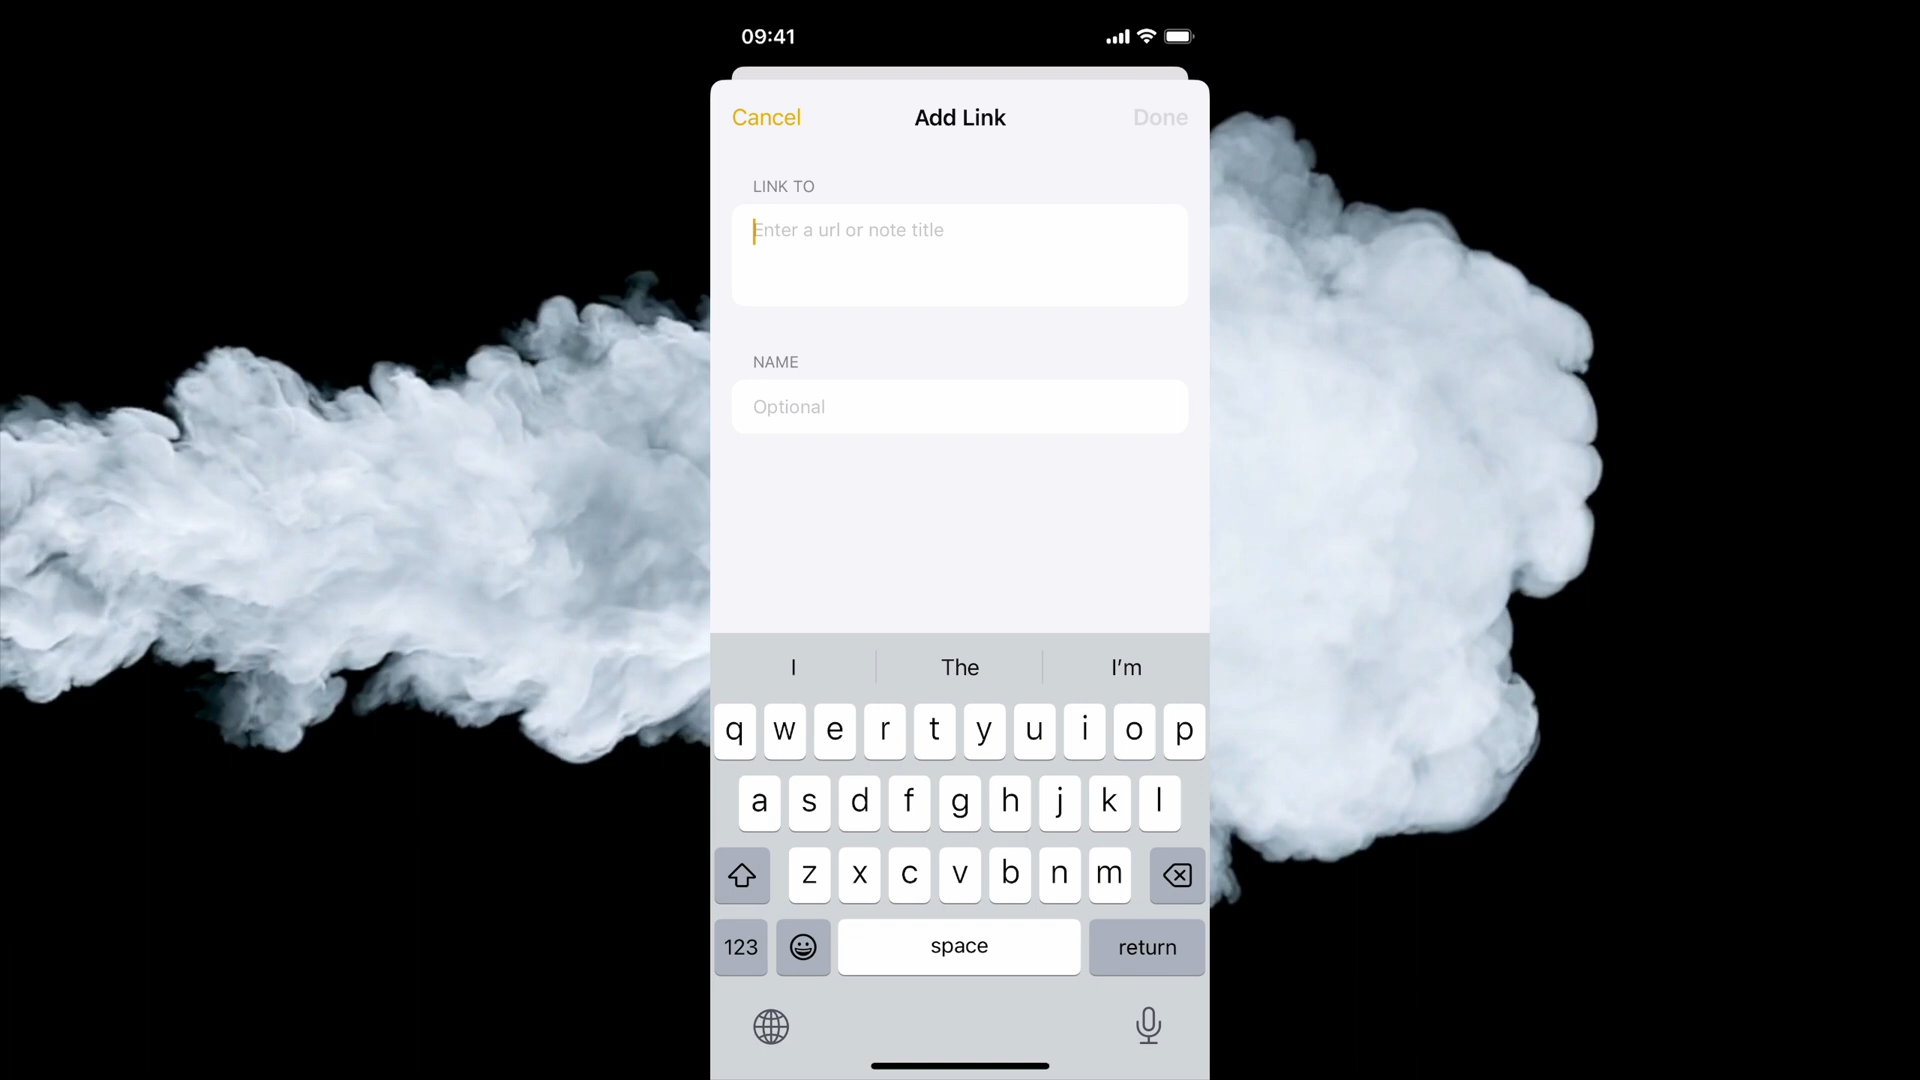 09:41
Cancel Add Link Done
LINK TO
Enter a url or note title
NAME
Optional
I The I’m
q w e r t y u i o p
a s d f g h j k l
z x c v b n m
123 space return